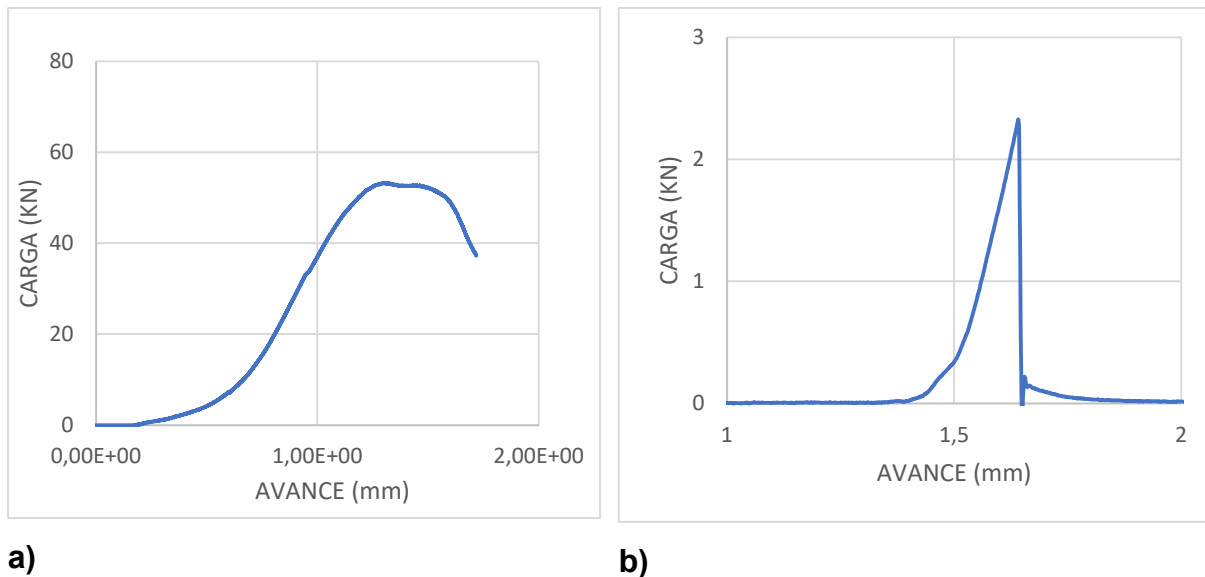 80
60
40
20
0
CARGA (KN)
0,00E+00 1,00E+00 2,00E+00
AVANCE (mm)
a)
3
2
1
0
CARGA (KN)
1 1,5 2
AVANCE (mm)
b)